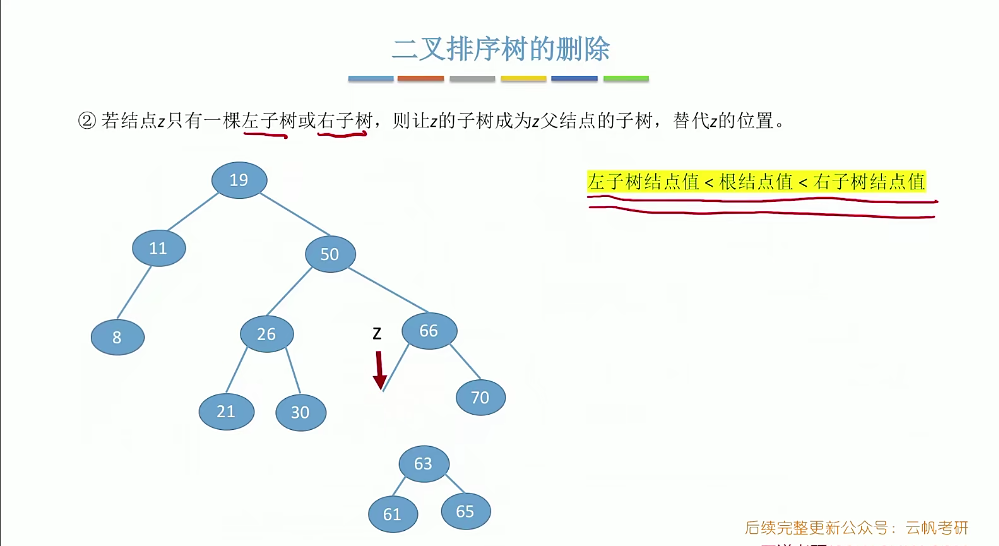 二叉排序树的删除
② 若结点z只有一棵左子树或右子树，则让z的子树成为z父结点的子树，替代z的位置。
左子树结点值 < 根结点值 < 右子树结点值
19
11
50
8
26
Z
66
21
30
70
63
61
65
后续完整更新公众号：云帆考研